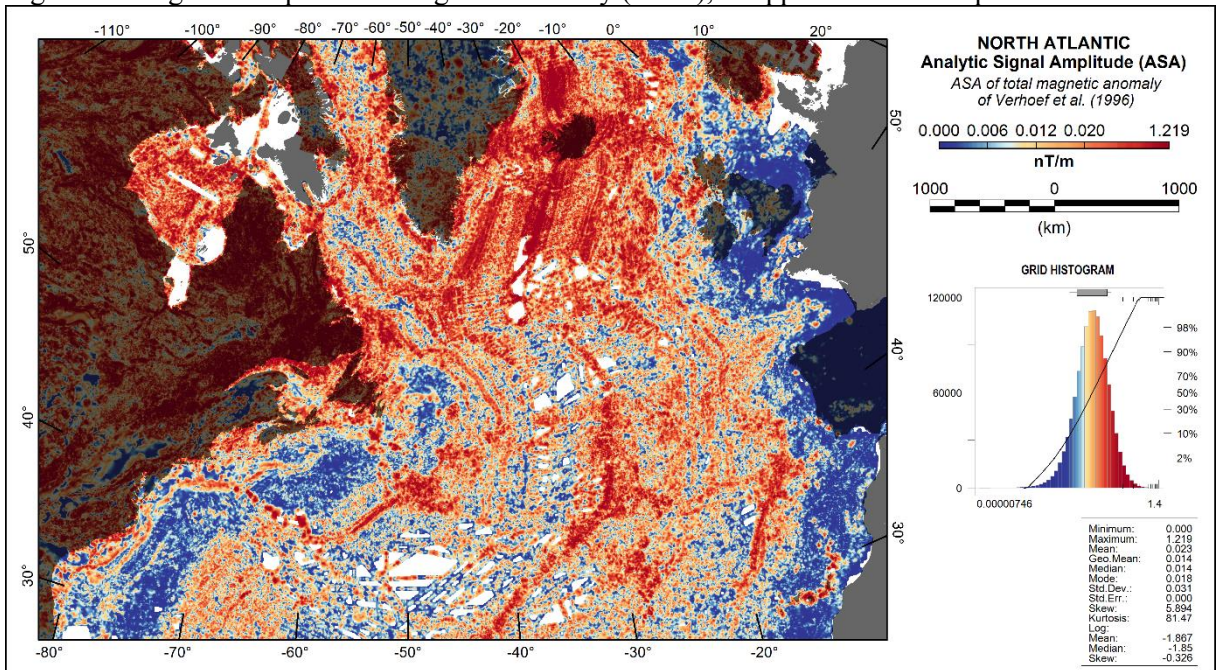 -110° -100° -90° -80° -70° -60° -50° -40° -30° -20° -10° 0° 10° 20°
50° 40° 30°
50° 40° 30°
-80° -70° -60° -50° -40° -30° -20°
NORTH ATLANTIC
Analytic Signal Amplitude (ASA)
ASA of total magnetic anomaly
of Verhoef et al. (1996)
0.000 0.006 0.012 0.020 1.219
nT/m
1000 0 1000
(km)
GRID HISTOGRAM
120000
60000
0
98%
90%
70%
50%
30%
10%
2%
0.00000746 1.4
Minimum: 0.000
Maximum: 1.219
Mean: 0.023
Geo.Mean: 0.014
Median: 0.014
Mode: 0.018
Std.Dev.: 0.031
Std.Err.: 0.000
Skew: 5.894
Kurtosis: 81.47
Log:
Mean: -1.867
Median: -1.85
Skew: -0.326